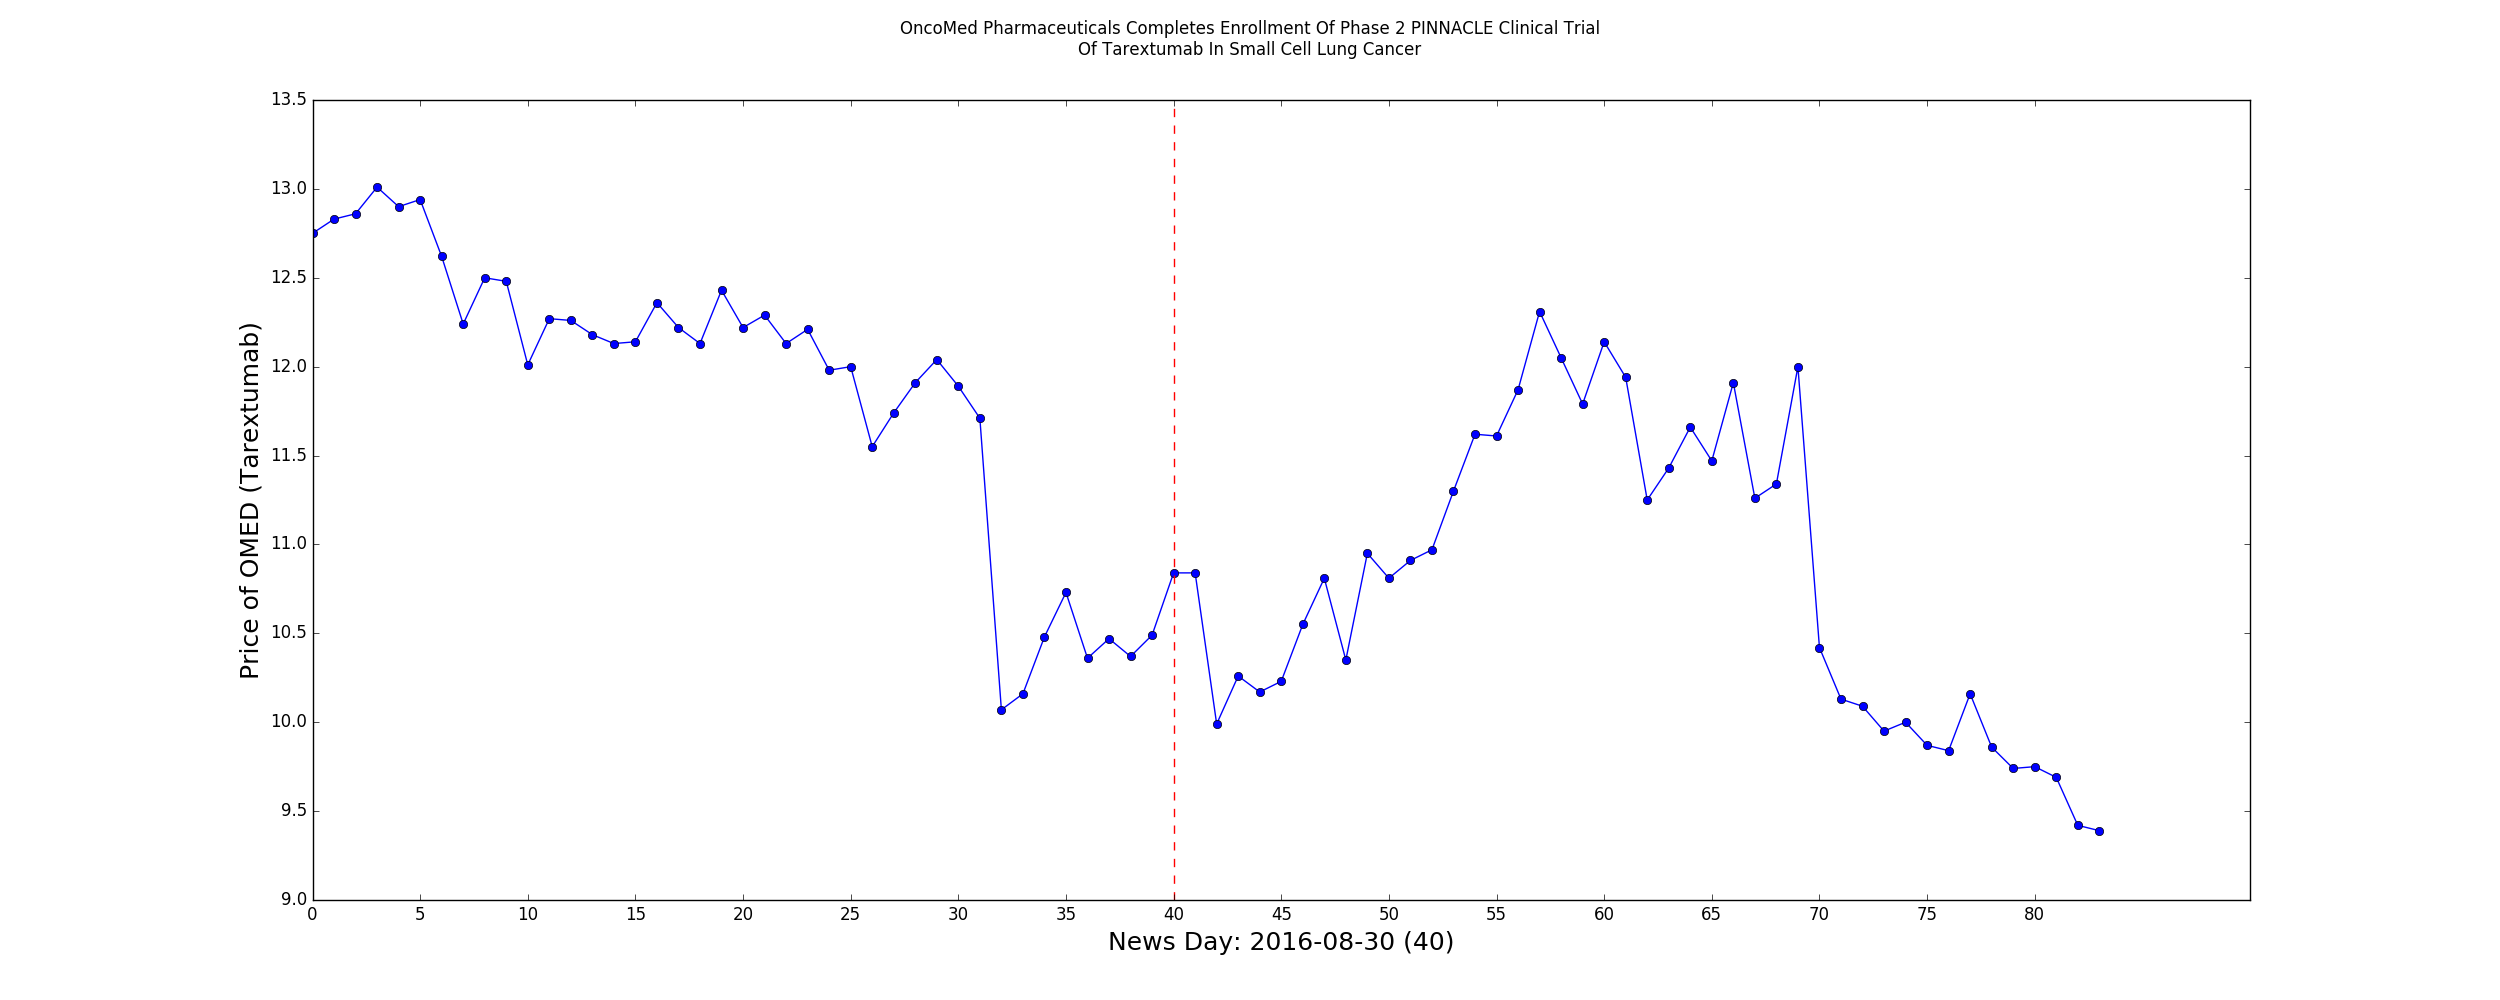 OncoMed Pharmaceuticals Completes Enrollment Of Phase 2 PINNACLE Clinical Trial
Of Tarextumab In Small Cell Lung Cancer
Price of OMED (Tarextumab)
13.5
13.0
12.5
12.0
11.5
11.0
10.5
10.0
9.5
9.0
0 5 10 15 20 25 30 35 40 45 50 55 60 65 70 75 80
News Day: 2016-08-30 (40)